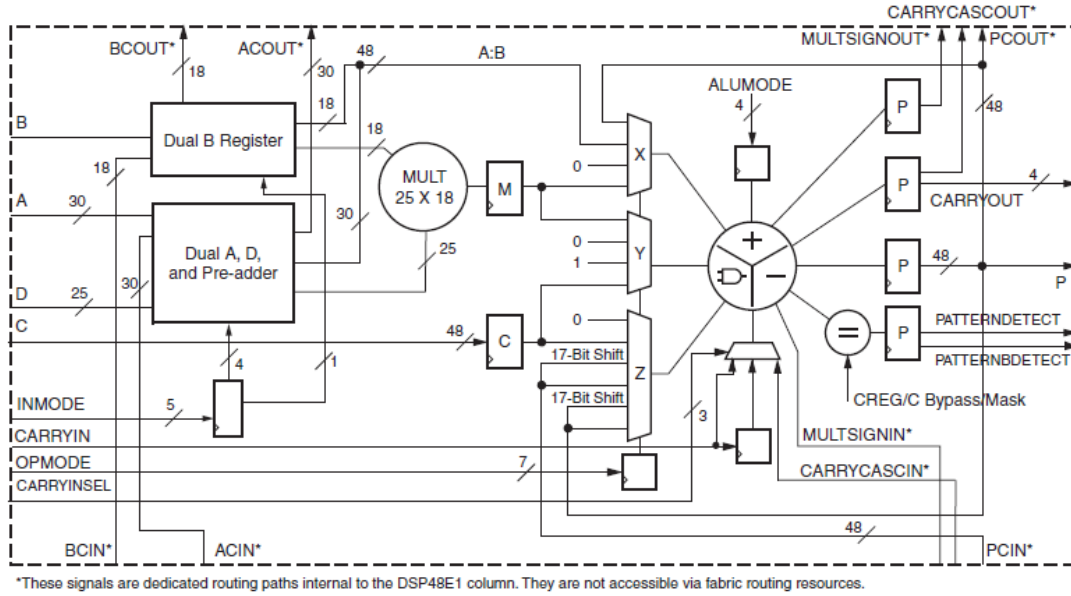 CARRYCASCOUT*
BCOUT*
ACOUT*
MULTSIGNOUT*
PCOUT*
48
A:B
18
30
ALUMODE
4
48
18
B
Dual B Register
18
X
P
0
18
MULT
25 X 18
M
P
4
CARRYOUT
A
30
30
Dual A, D,
and Pre-adder
25
0
1
Y
+
−
P
48
P
30
D
25
C
48
C
0
17-Bit Shift
Z
17-Bit Shift
=
P
PATTERNDETECT
PATTERNBDETECT
4
1
3
CREG/C Bypass/Mask
INMODE
5
CARRYIN
MULTSIGNIN*
OPMODE
7
CARRYCASCIN*
CARRYINSEL
48
BCIN*
ACIN*
PCIN*
*These signals are dedicated routing paths internal to the DSP48E1 column. They are not accessible via fabric routing resources.